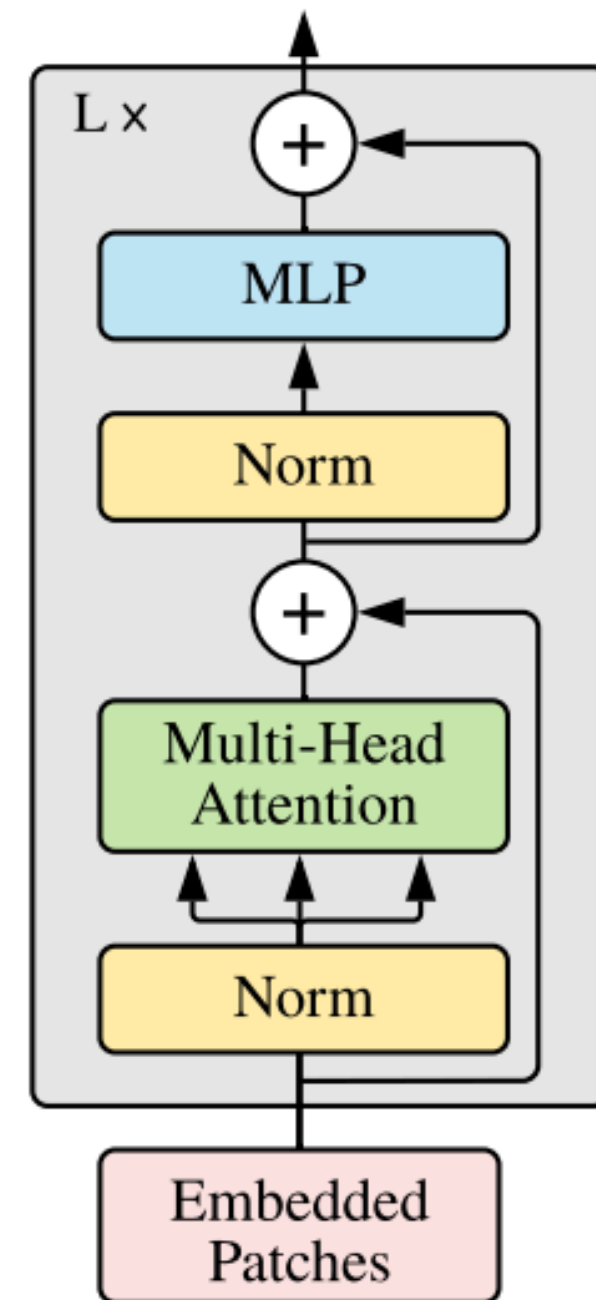 L ×
+
MLP
Norm
+
Multi-Head
Attention
Norm
Embedded
Patches